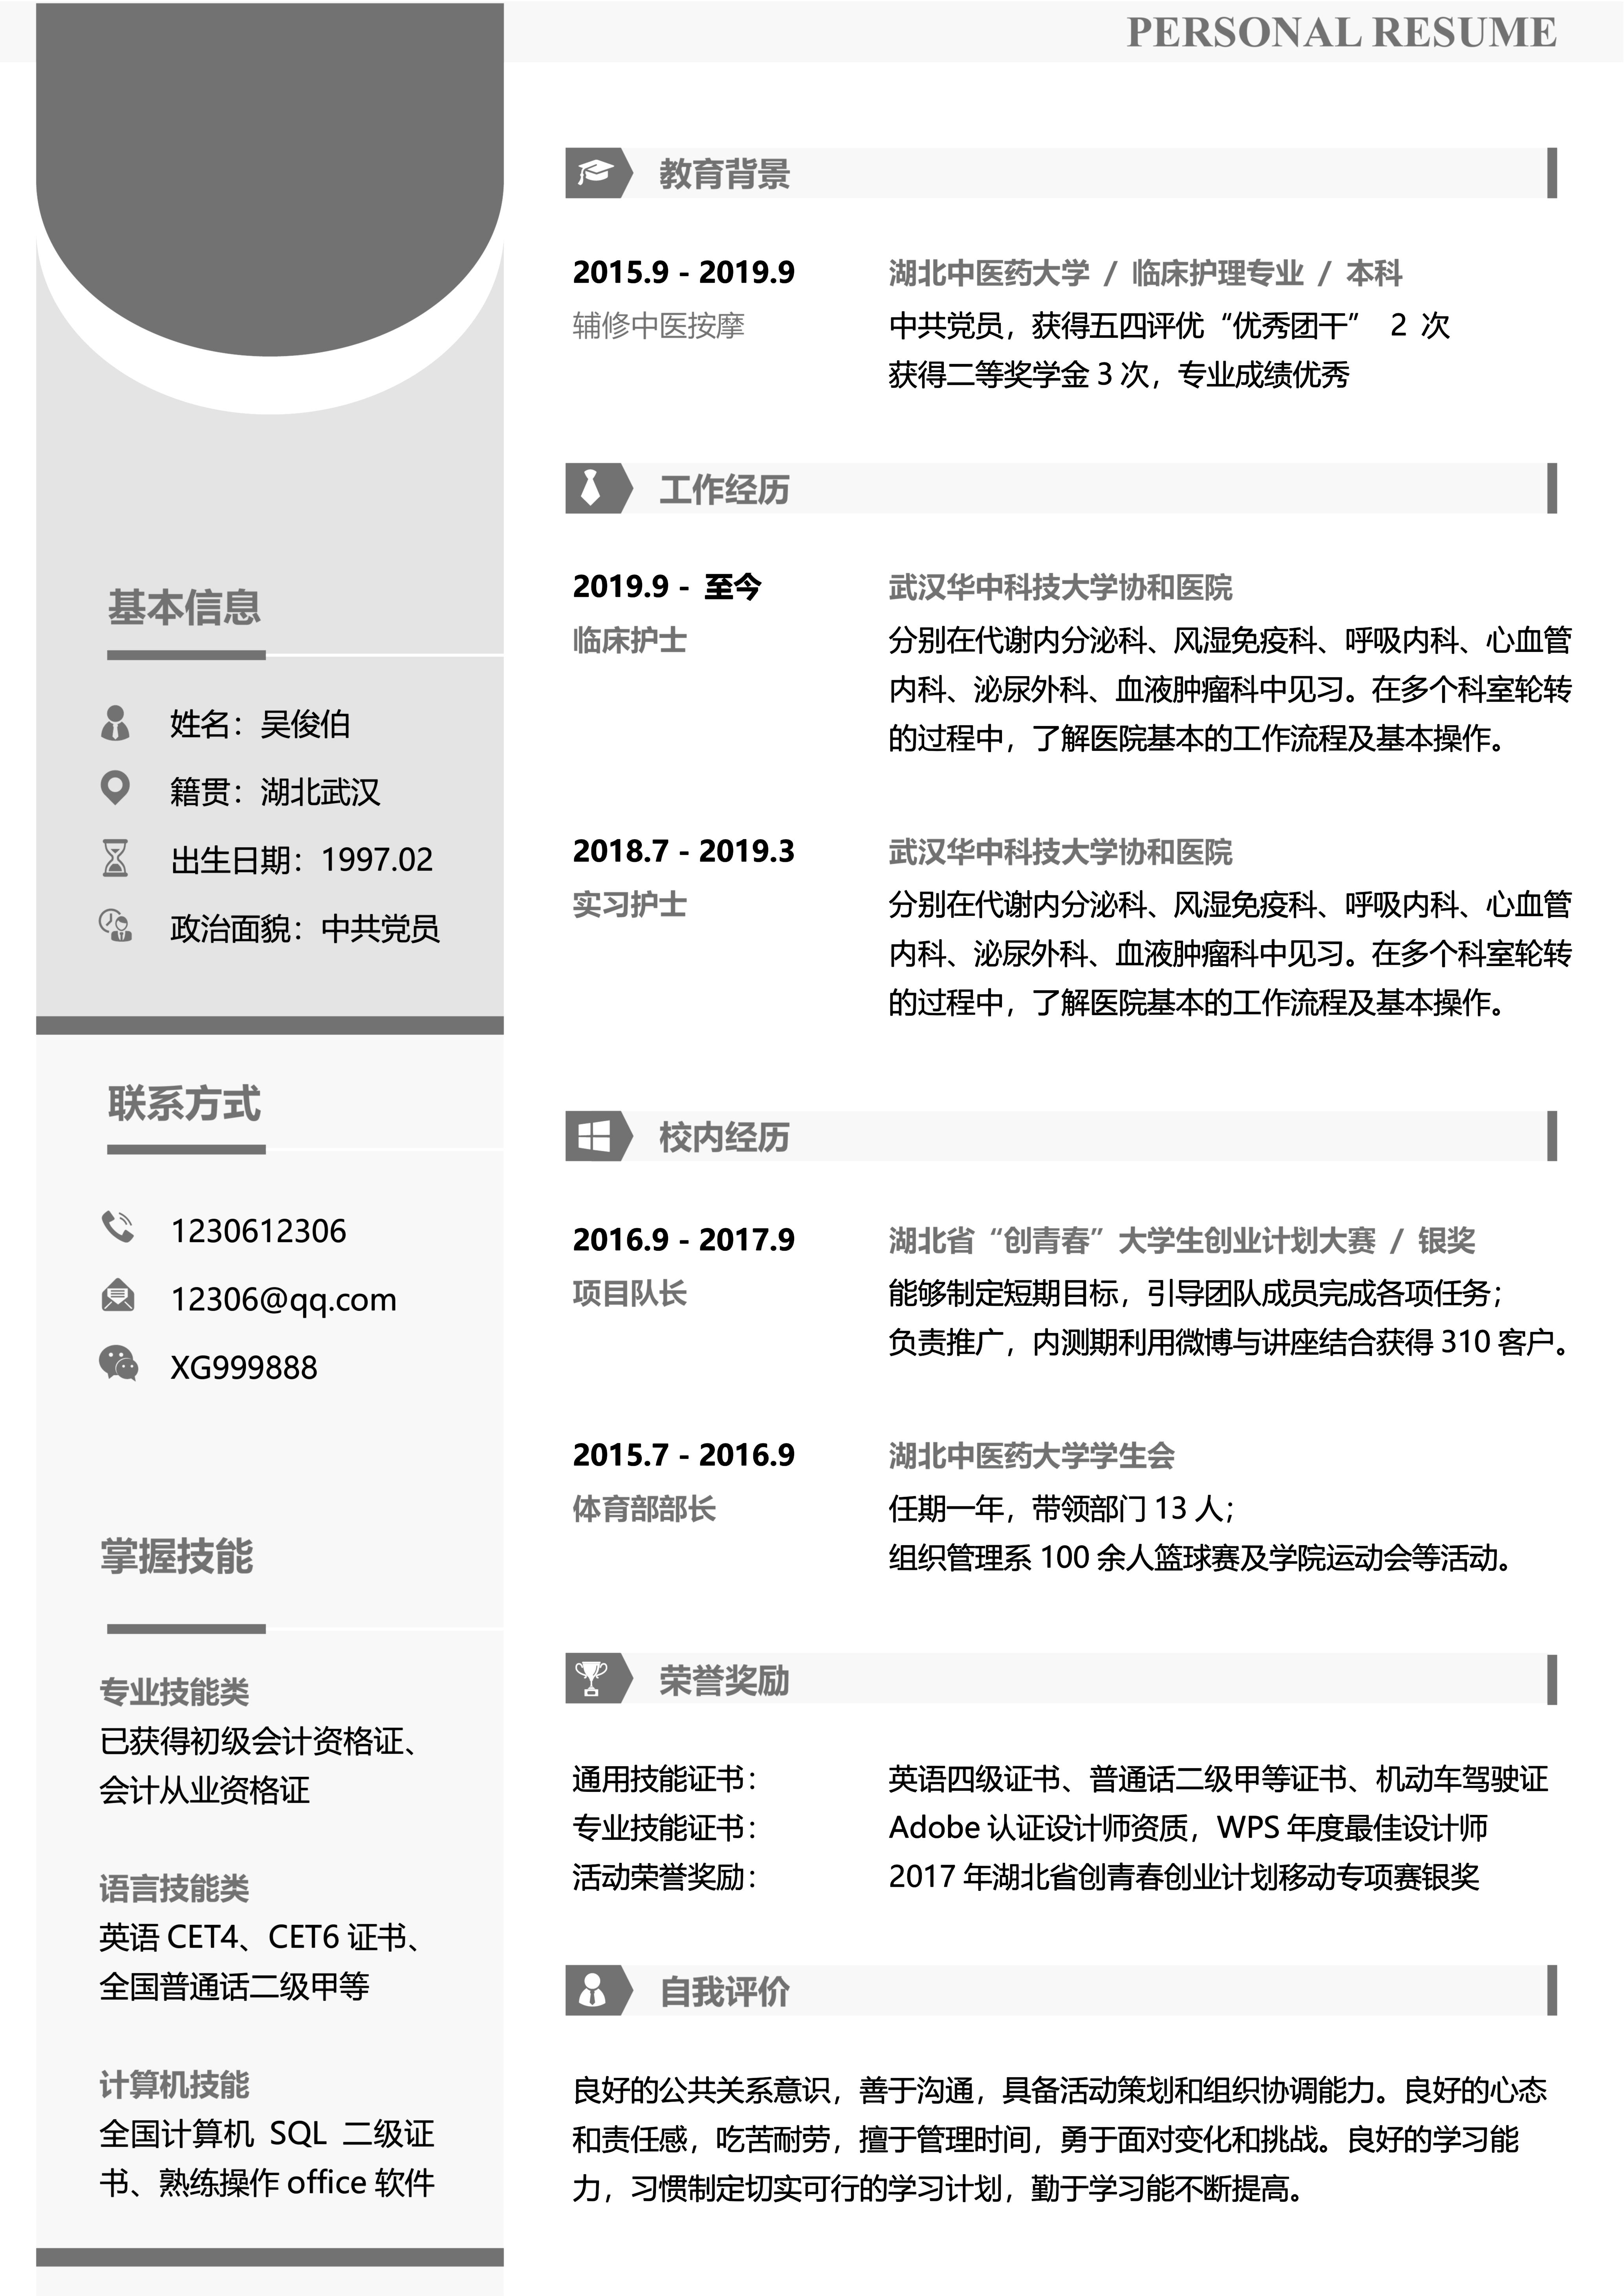 PERSONAL RESUME
基本信息
姓名：吴俊伯
籍贯：湖北武汉
出生日期：1997.02
政治面貌：中共党员
联系方式
1230612306
12306@qq.com
XG999888
掌握技能
专业技能类
已获得初级会计资格证、
会计从业资格证
语言技能类
英语 CET4、CET6 证书、
全国普通话二级甲等
计算机技能
全国计算机 SQL 二级证
书、熟练操作 office 软件
教育背景
2015.9 - 2019.9 湖北中医药大学 / 临床护理专业 / 本科
辅修中医按摩 中共党员，获得五四评优“优秀团干” 2 次
获得二等奖学金 3 次，专业成绩优秀
工作经历
2019.9 - 至今 武汉华中科技大学协和医院
临床护士 分别在代谢内分泌科、风湿免疫科、呼吸内科、心血管
内科、泌尿外科、血液肿瘤科中见习。在多个科室轮转
的过程中，了解医院基本的工作流程及基本操作。
2018.7 - 2019.3 武汉华中科技大学协和医院
实习护士 分别在代谢内分泌科、风湿免疫科、呼吸内科、心血管
内科、泌尿外科、血液肿瘤科中见习。在多个科室轮转
的过程中，了解医院基本的工作流程及基本操作。
校内经历
2016.9 - 2017.9 湖北省“创青春”大学生创业计划大赛 / 银奖
项目队长 能够制定短期目标，引导团队成员完成各项任务；
负责推广，内测期利用微博与讲座结合获得 310 客户。
2015.7 - 2016.9 湖北中医药大学学生会
体育部部长 任期一年，带领部门 13 人；
组织管理系 100 余人篮球赛及学院运动会等活动。
荣誉奖励
通用技能证书： 英语四级证书、普通话二级甲等证书、机动车驾驶证
专业技能证书： Adobe 认证设计师资质，WPS 年度最佳设计师
活动荣誉奖励： 2017 年湖北省创青春创业计划移动专项赛银奖
自我评价
良好的公共关系意识，善于沟通，具备活动策划和组织协调能力。良好的心态
和责任感，吃苦耐劳，擅于管理时间，勇于面对变化和挑战。良好的学习能
力，习惯制定切实可行的学习计划，勤于学习能不断提高。